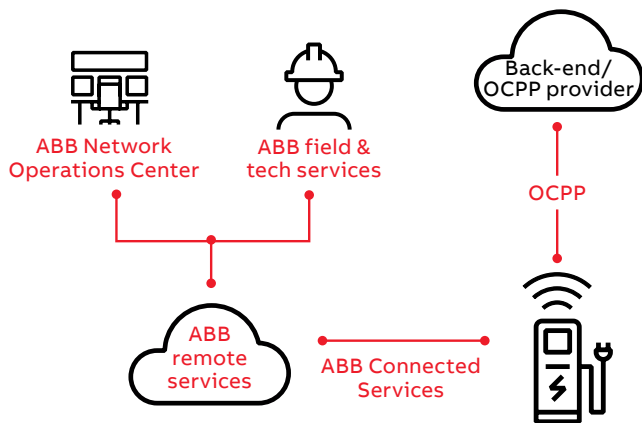 ABB Network
Operations Center
ABB field &
tech services
Back-end/
OCPP provider
OCPP
ABB
remote
services
ABB Connected
Services